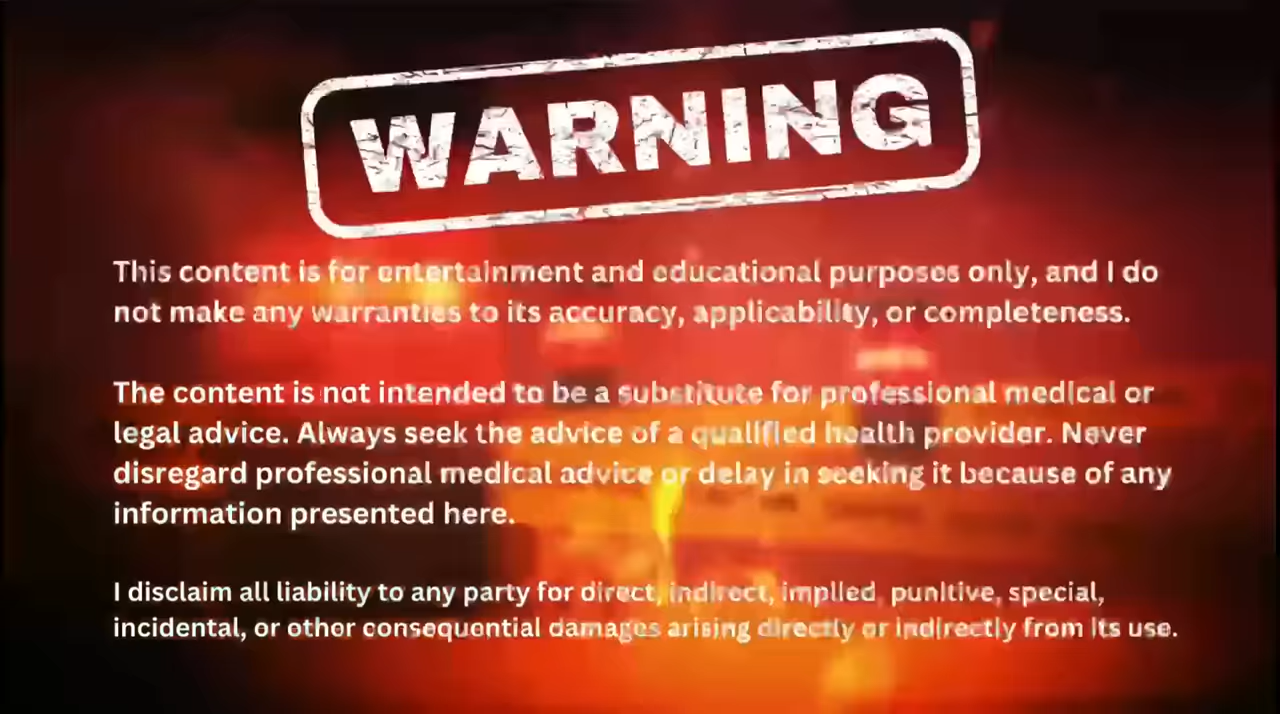 WARNING
This content is for entertainment and educational purposes only, and I do
not make any warranties to its accuracy, applicability, or completeness.
The content is not intended to be a substitute for professional medical or
legal advice. Always seek the advice of a qualified health provider. Never
disregard professional medical advice or delay in seeking it because of any
information presented here.
I disclaim all liability to any party for direct, indirect, implied, punitive, special,
incidental, or other consequential damages arising directly or indirectly from its use.